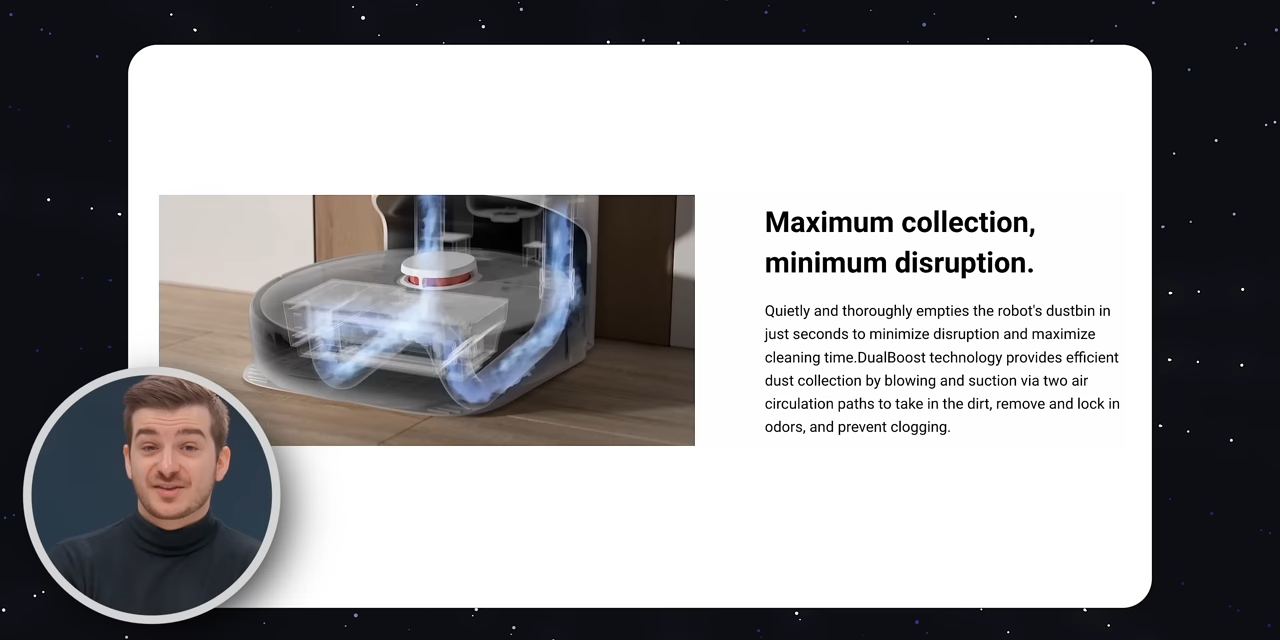 Maximum collection,
minimum disruption.
Quietly and thoroughly empties the robot's dustbin in
just seconds to minimize disruption and maximize
cleaning time.DualBoost technology provides efficient
dust collection by blowing and suction via two air
circulation paths to take in the dirt, remove and lock in
odors, and prevent clogging.